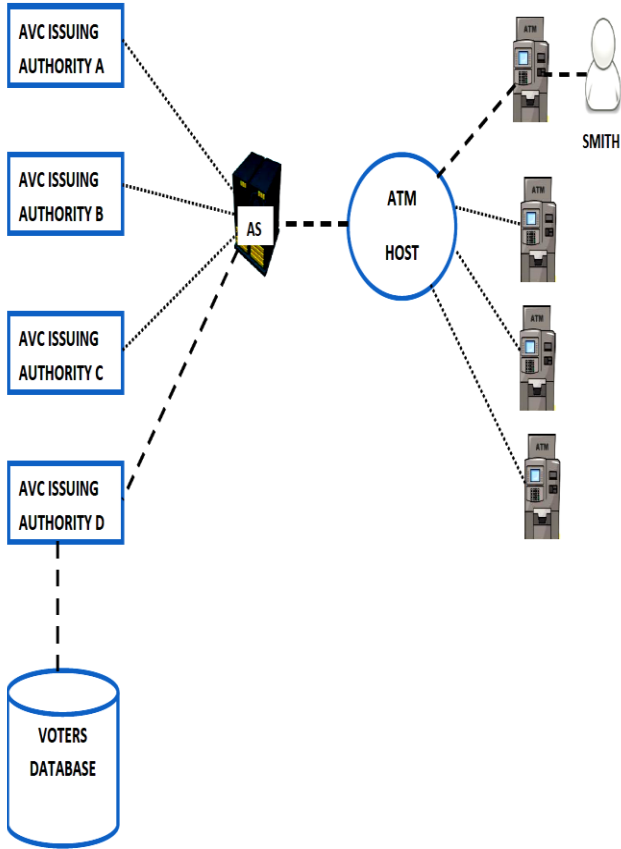 AVC ISSUING
AUTHORITY A
AVC ISSUING
AUTHORITY B
AVC ISSUING
AUTHORITY C
AVC ISSUING
AUTHORITY D
VOTERS
DATABASE
AS
ATM
HOST
ATM
SMITH
ATM
ATM
ATM